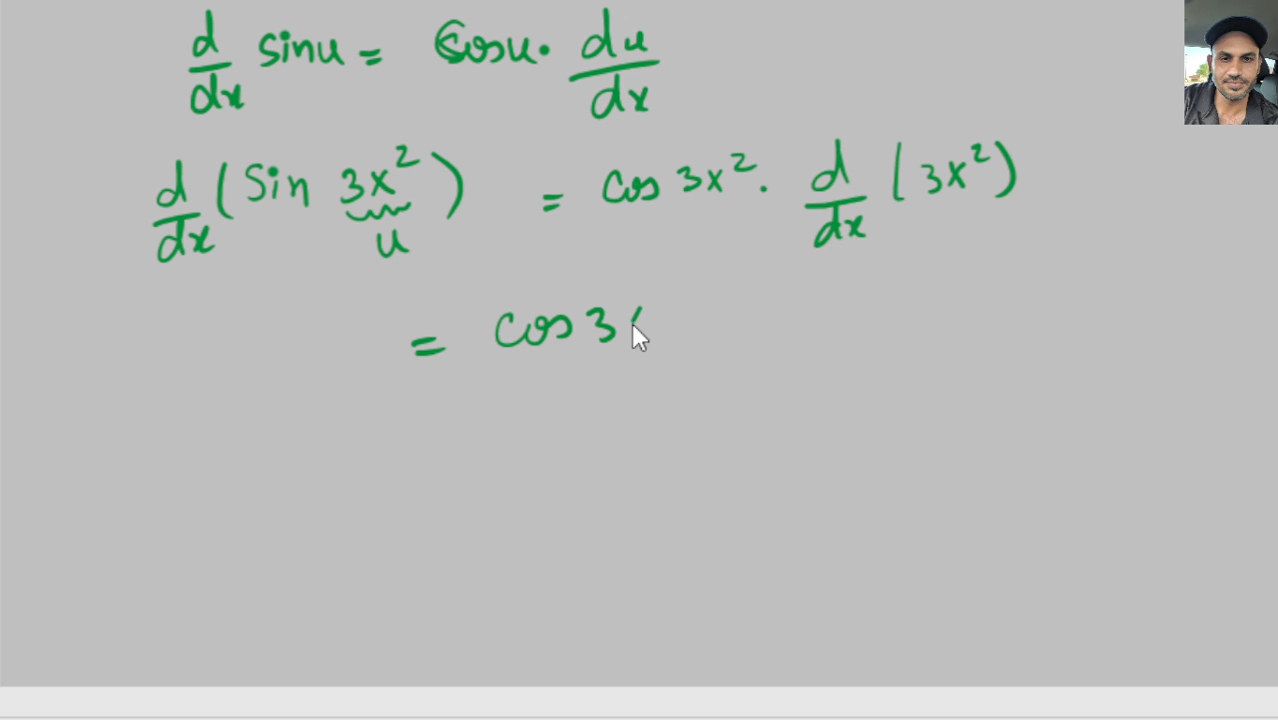 d/dx sinu = cosu· du/dx
d/dx (sin 3x²) = cos 3x². d/dx (3x²)
u
= cos 3